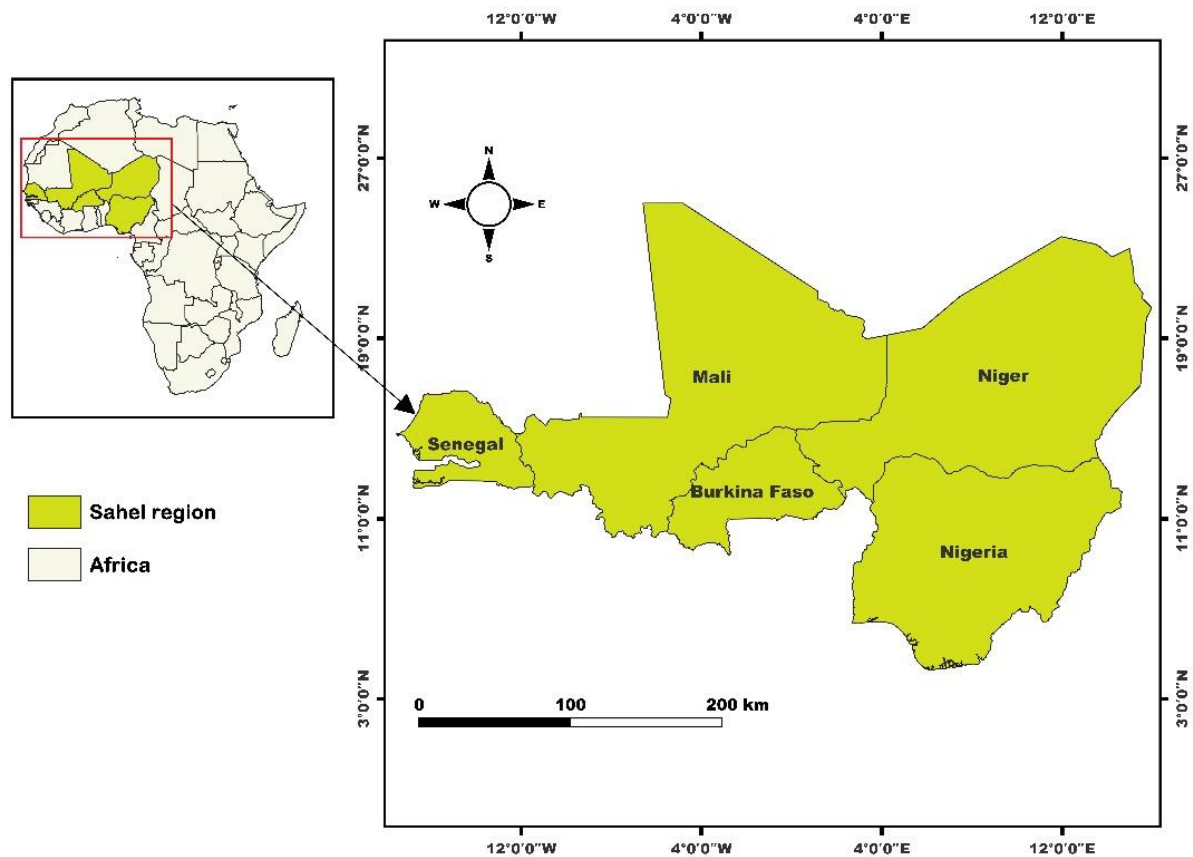 12°0'0"W 4°0'0"W 4°0'0"E 12°0'0"E
27°0'0"N
19°0'0"N
11°0'0"N
3°0'0"N
N
W E
S
Mali
Niger
Senegal
Burkina Faso
Nigeria
Sahel region
Africa
0 100 200 km
27°0'0"N
19°0'0"N
11°0'0"N
3°0'0"N
12°0'0"W 4°0'0"W 4°0'0"E 12°0'0"E